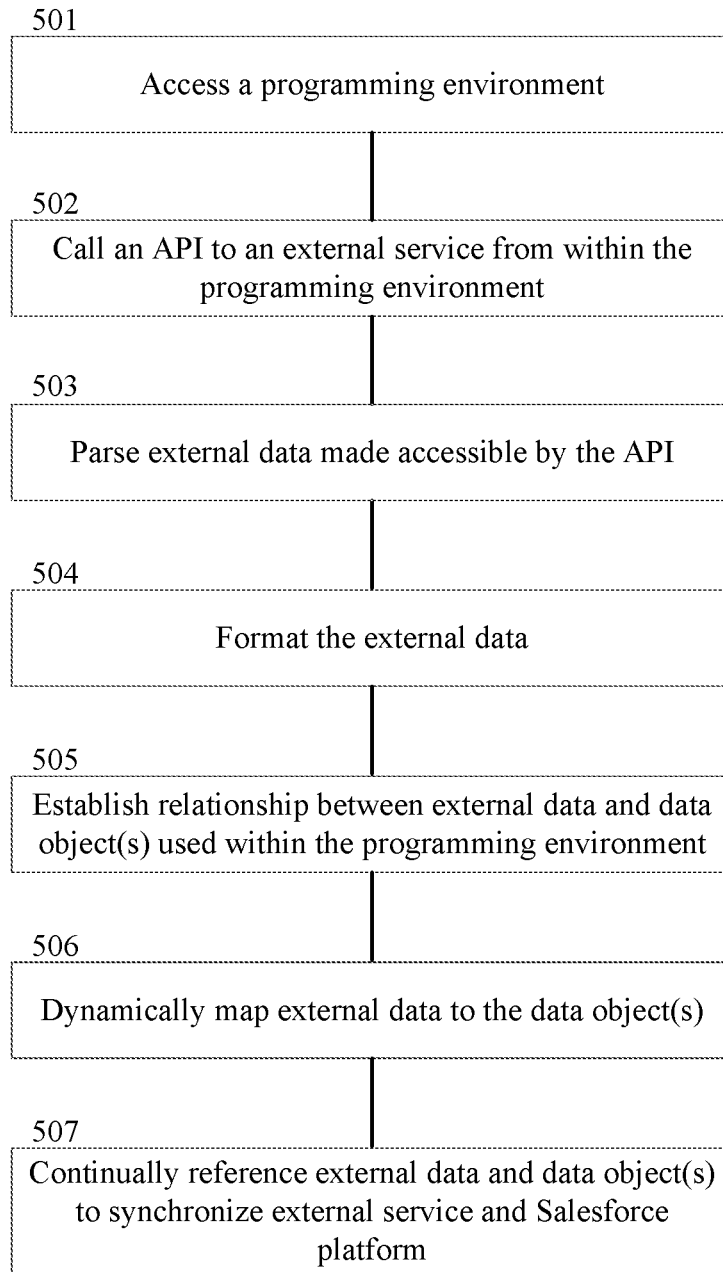 501
Access a programming environment
502
Call an API to an external service from within the
programming environment
503
Parse external data made accessible by the API
504
Format the external data
505
Establish relationship between external data and data
object(s) used within the programming environment
506
Dynamically map external data to the data object(s)
507
Continually reference external data and data object(s)
to synchronize external service and Salesforce
platform